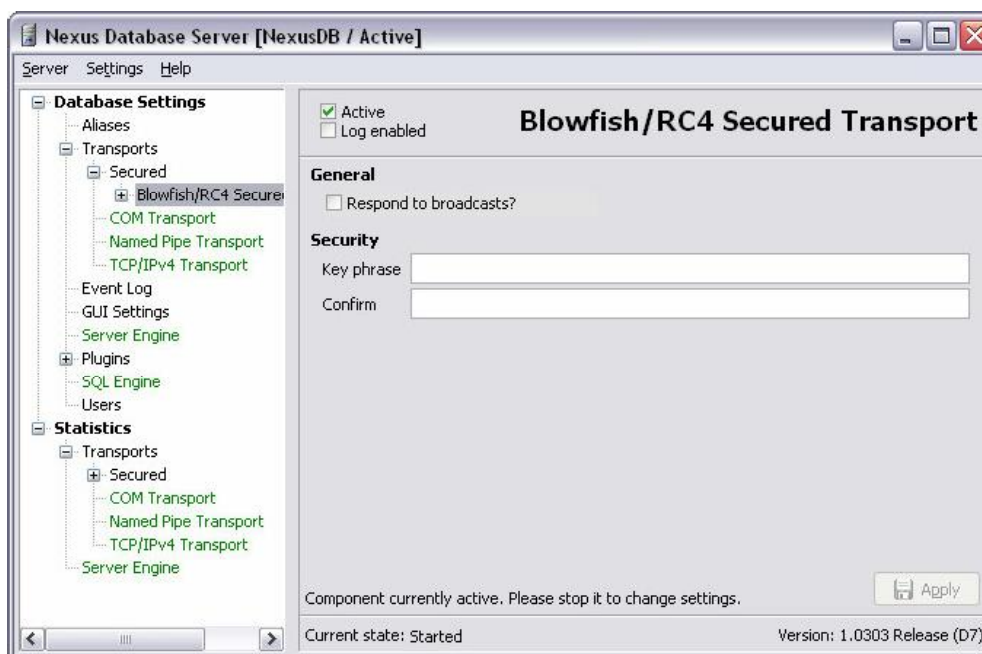 Nexus Database Server [NexusDB / Active]
Server Settings Help
Database Settings
Aliases
Transports
Secured
Blowfish/RC4 Secure
COM Transport
Named Pipe Transport
TCP/IPv4 Transport
Event Log
GUI Settings
Server Engine
Plugins
SQL Engine
Users
Statistics
Transports
Secured
COM Transport
Named Pipe Transport
TCP/IPv4 Transport
Server Engine
Active
Log enabled
Blowfish/RC4 Secured Transport
General
Respond to broadcasts?
Security
Key phrase
Confirm
Component currently active. Please stop it to change settings.
Apply
Current state: Started
Version: 1.0303 Release (D7)